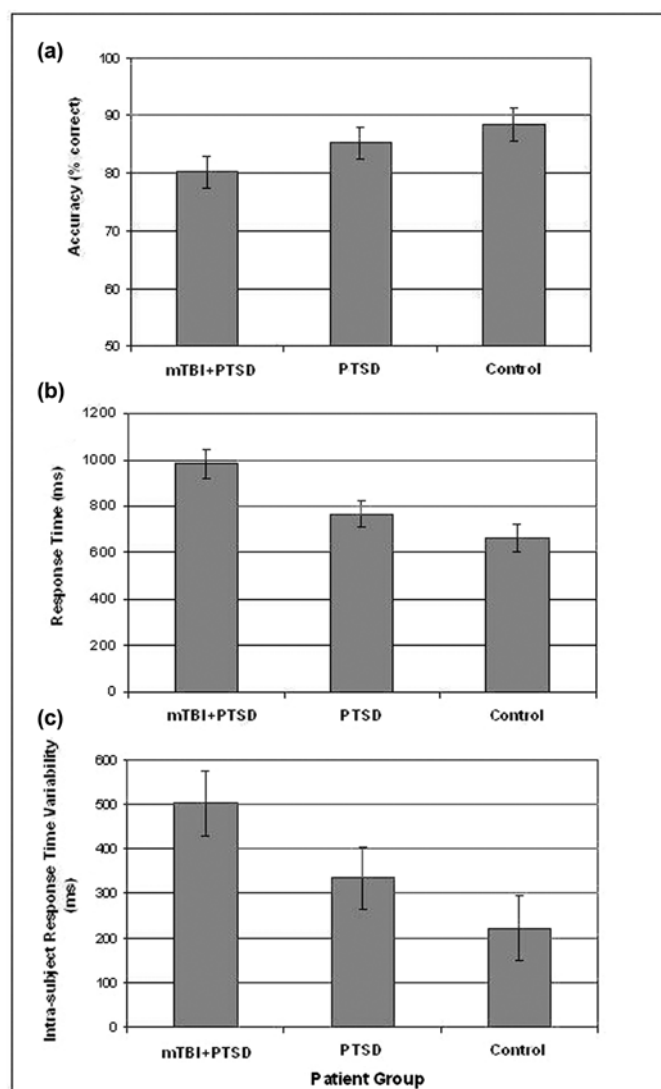 (a)
Accuracy (% correct)
100
90
80
70
60
50
mTBI+PTSD PTSD Control
(b)
Response Time (ms)
1200
1000
800
600
400
200
0
mTBI+PTSD PTSD Control
(c)
Intra-subject Response Time Variability
(ms)
600
500
400
300
200
100
0
mTBI+PTSD PTSD Control
Patient Group